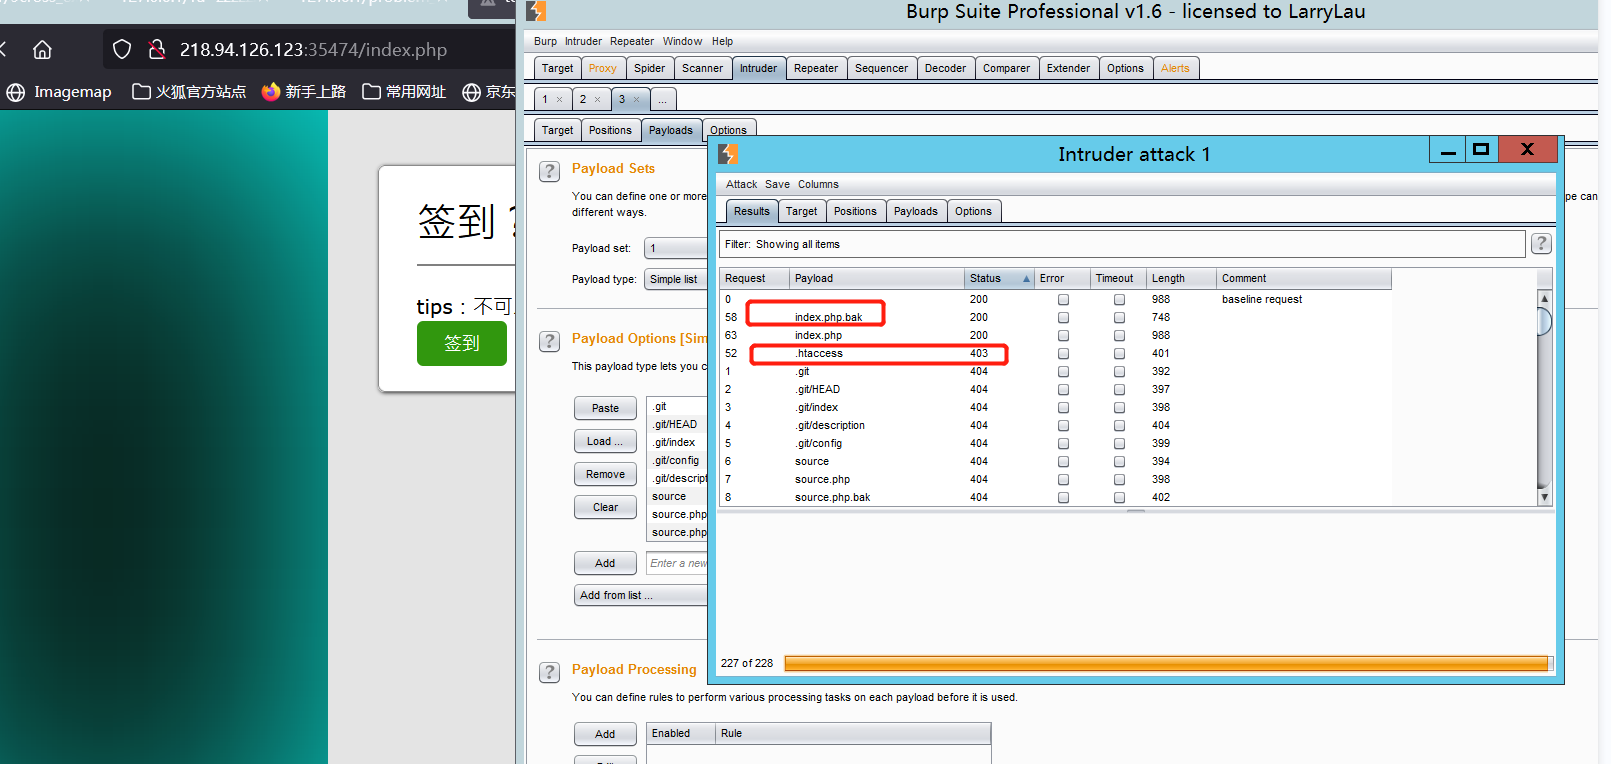 218.94.126.123:35474/index.php
Imagemap
火狐官方站点
新手上路
常用网址
京东
签到?
tips：不可
签到
Burp Suite Professional v1.6 - licensed to LarryLau
Burp Intruder Repeater Window Help
Target Proxy Spider Scanner Intruder Repeater Sequencer Decoder Comparer Extender Options Alerts
1 × 2 × 3 × ...
Target Positions Payloads Options
? Payload Sets
You can define one or more
pe can
different ways.
Payload set: 1
Payload type: Simple list
? Payload Options [Sim
This payload type lets you c
Paste
Load ...
Remove
Clear
.git
.git/HEAD
.git/index
.git/config
.git/descript
source
source.php
source.php
Add
Enter a new
Add from list ...
? Payload Processing
You can define rules to perform various processing tasks on each payload before it is used.
Add
Enabled Rule
Intruder attack 1
Attack Save Columns
Results Target Positions Payloads Options
Filter: Showing all items
?
Request Payload Status Error Timeout Length Comment
0 200 988 baseline request
58 index.php.bak 200 748
63 index.php 200 988
52 .htaccess 403 401
1 .git 404 392
2 .git/HEAD 404 397
3 .git/index 404 398
4 .git/description 404 404
5 .git/config 404 399
6 source 404 394
7 source.php 404 398
8 source.php.bak 404 402
227 of 228